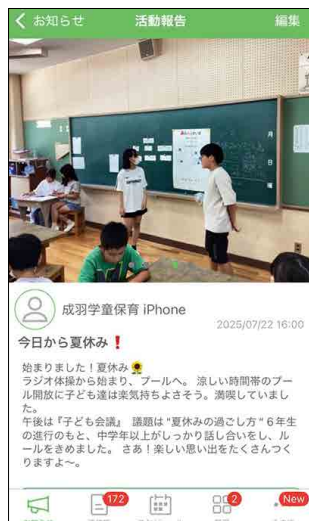 お知らせ
活動報告
編集
月
日
成羽学童保育 iPhone
2025/07/22 16:00
今日から夏休み❗
始まりました！夏休み🌻
ラジオ体操から始まり、プールへ。 涼しい時間帯のプー
ル開放に子ども達は楽気持ちよさそう。満喫していまし
た。
午後は『子ども会議』 議題は "夏休みの過ごし方 " 6年生
の進行のもと、中学年以上がしっかり話し合いをし、ル
ールをきめました。 さあ！楽しい思い出をたくさんつく
りますよ〜。
172
2
New